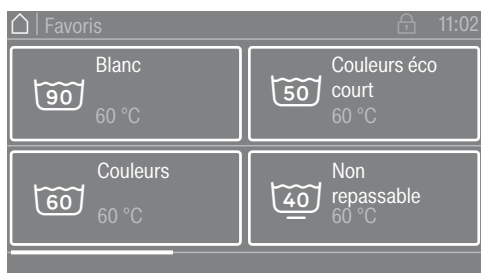 Favoris 11:02
Blanc
90
60 °C
Couleurs éco
court
50
60 °C
Couleurs
60
60 °C
Non
repassable
40
60 °C